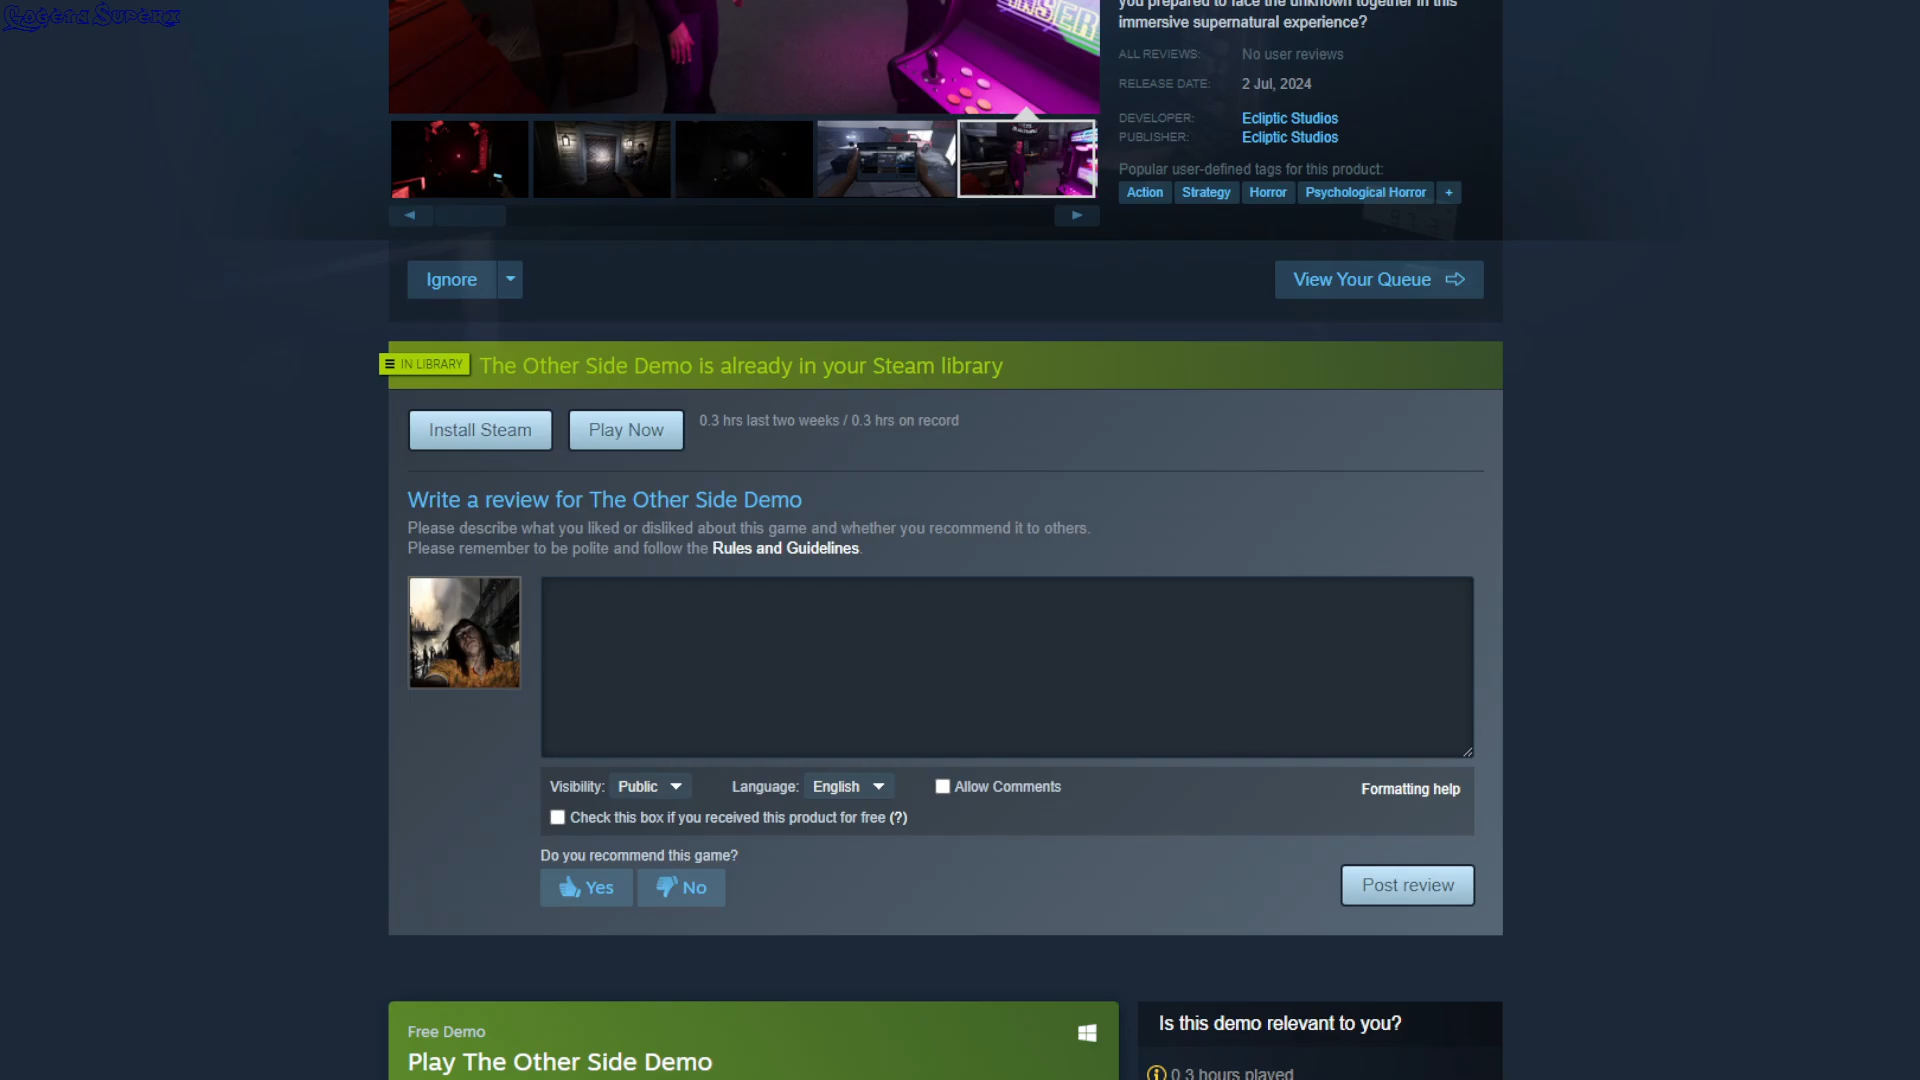 you prepared to face the unknown together in this
immersive supernatural experience?
ALL REVIEWS: No user reviews
RELEASE DATE: 2 Jul, 2024
DEVELOPER: Ecliptic Studios
PUBLISHER: Ecliptic Studios
Popular user-defined tags for this product:
Action Strategy Horror Psychological Horror +
Ignore
View Your Queue
IN LIBRARY
The Other Side Demo is already in your Steam library
Install Steam
Play Now
0.3 hrs last two weeks / 0.3 hrs on record
Write a review for The Other Side Demo
Please describe what you liked or disliked about this game and whether you recommend it to others.
Please remember to be polite and follow the Rules and Guidelines.
Visibility: Public Language: English Allow Comments Formatting help
Check this box if you received this product for free (?)
Do you recommend this game?
Yes No
Post review
Free Demo
Play The Other Side Demo
Is this demo relevant to you?
0.3 hours played